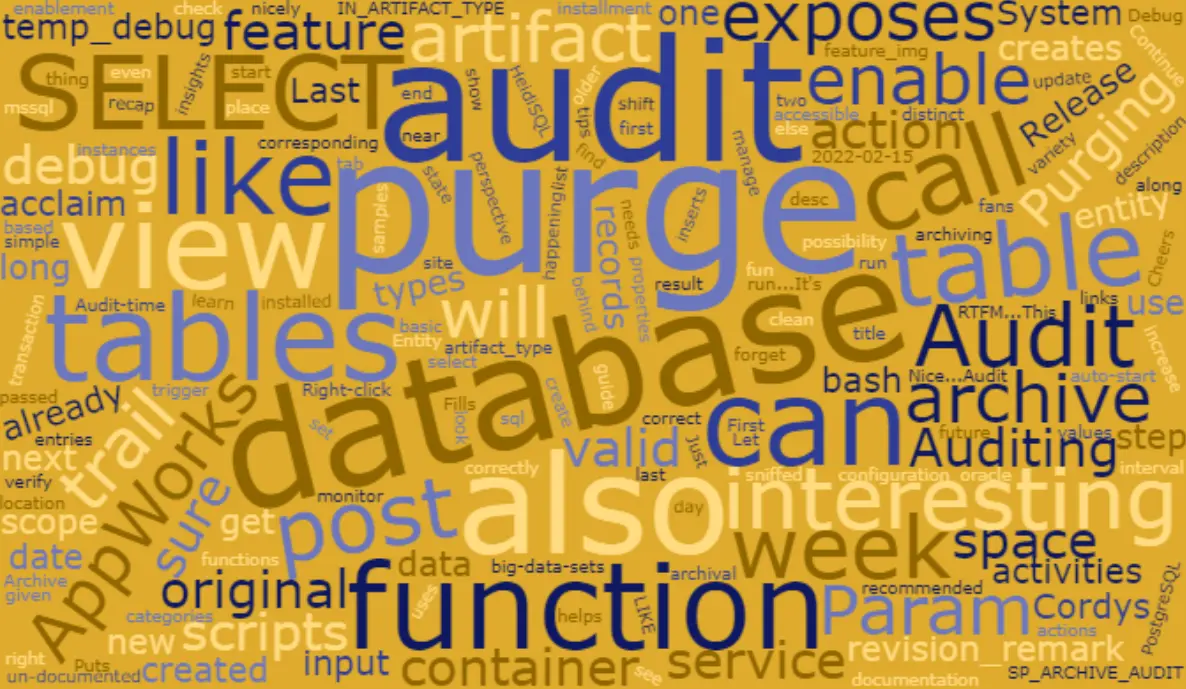 enablement
check
nicely
IN_ARTIFACT_TYPE
installment
one
exposes
System
Debug
temp_debug
feature
artifact
feature_img
creates
Continue
SELECT
audit
enable
update
thing
even
insights
start
Last
end
show
HeidiSQL
older
tips
shift
two
accessible
distinct
Release
mssql
recap
place
near
first
else
action
call
variety
Purging
description
debug
instances
like
corresponding
tab
purge
find
manage
2022-02-15
acclaim
state
perspective
happening
list
desc
fans
along
entity
based
simple
view
samples
records
needs
properties
inserts
possibility
archiving
table
Cheers
long
site
types
result
fun
run
run...It's
transaction
Audit-time
learn
installed
tables
will
behind
clean
title
RTFM...This
links
use
basic
Entity
artifact_type
select
database
forget
Audit
increase
passed
trigger
Right-click
guide
bash
Nice...Audit
auto-start
already
Fills
create
archive
entries
set
look
sql
correct
First
Let
can
future
values
step
next
trail
AppWorks
valid
Just
Auditing
verify
correctly
last
sniffed
configuration
oracle
interval
location
monitor
also
day
interesting
scope
sure
get
post
week
space
date
functions
data
big-data-sets
archival
activities
Archive
given
original
function
recommended
uses
helps
LIKE
Param
Cordys
PostgreSQL
categories
new
scripts
actions
right
Puts
input
container
see
service
revision_remark
un-documented
created
documentation
SP_ARCHIVE_AUDIT